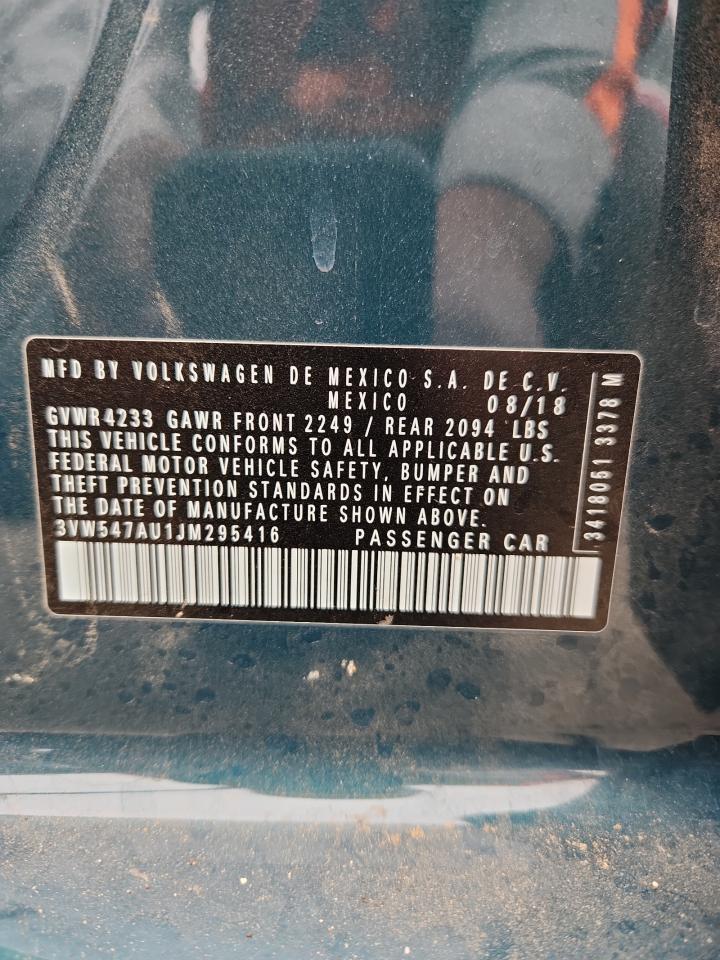 MFD BY VOLKSWAGEN DE MEXICO S.A. DE C.V.
MEXICO 08/18
GVWR4233 GAWR FRONT 2249 / REAR 2094 LBS
THIS VEHICLE CONFORMS TO ALL APPLICABLE U.S.
FEDERAL MOTOR VEHICLE SAFETY, BUMPER AND
THEFT PREVENTION STANDARDS IN EFFECT ON
THE DATE OF MANUFACTURE SHOWN ABOVE.
3VW547AU1JM295416 PASSENGER CAR
3418061 3378 M